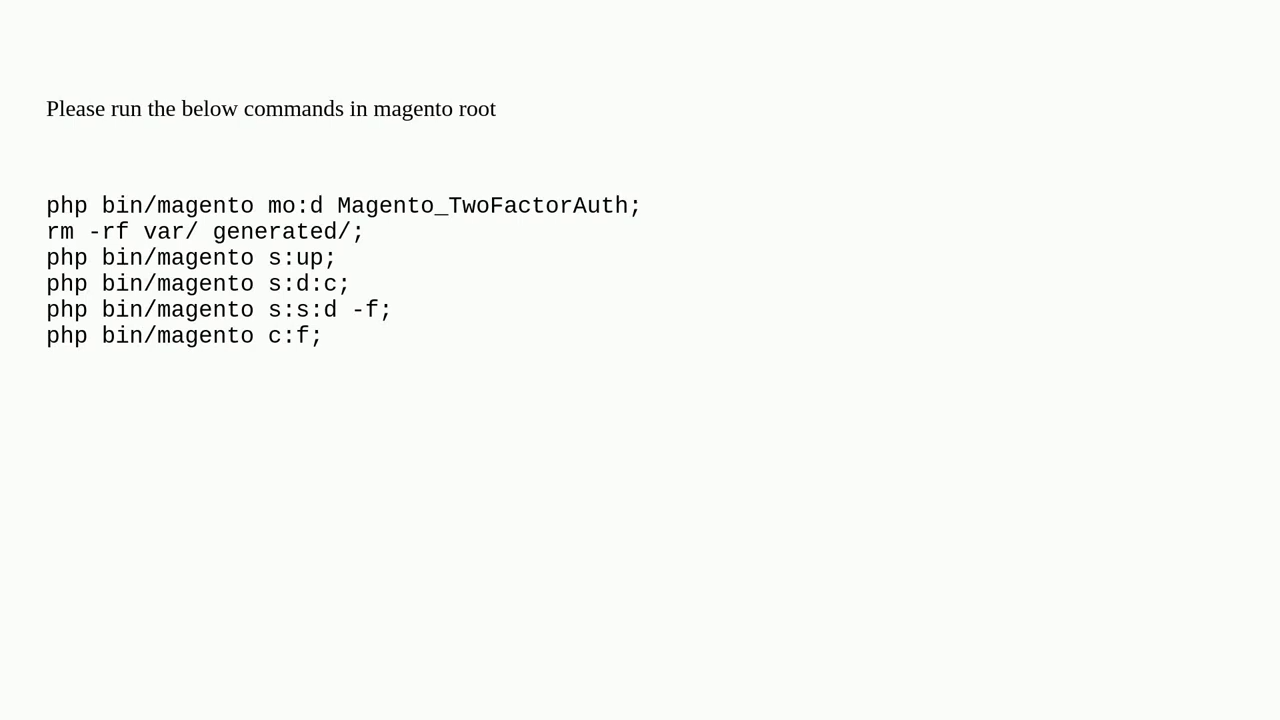 Please run the below commands in magento root
php bin/magento mo:d Magento_TwoFactorAuth;
rm -rf var/ generated/;
php bin/magento s:up;
php bin/magento s:d:c;
php bin/magento s:s:d -f;
php bin/magento c:f;